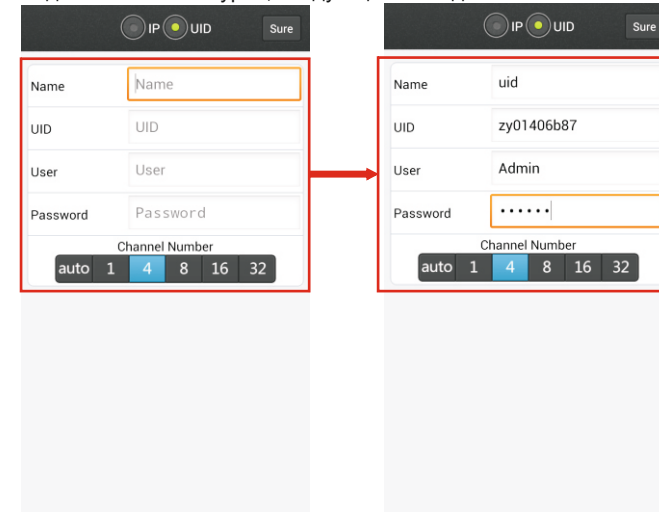 IP UID Sure
Name Name
UID UID
User User
Password Password
Channel Number
auto 1 4 8 16 32
IP UID Sure
Name uid
UID zy01406b87
User Admin
Password ••••••
Channel Number
auto 1 4 8 16 32